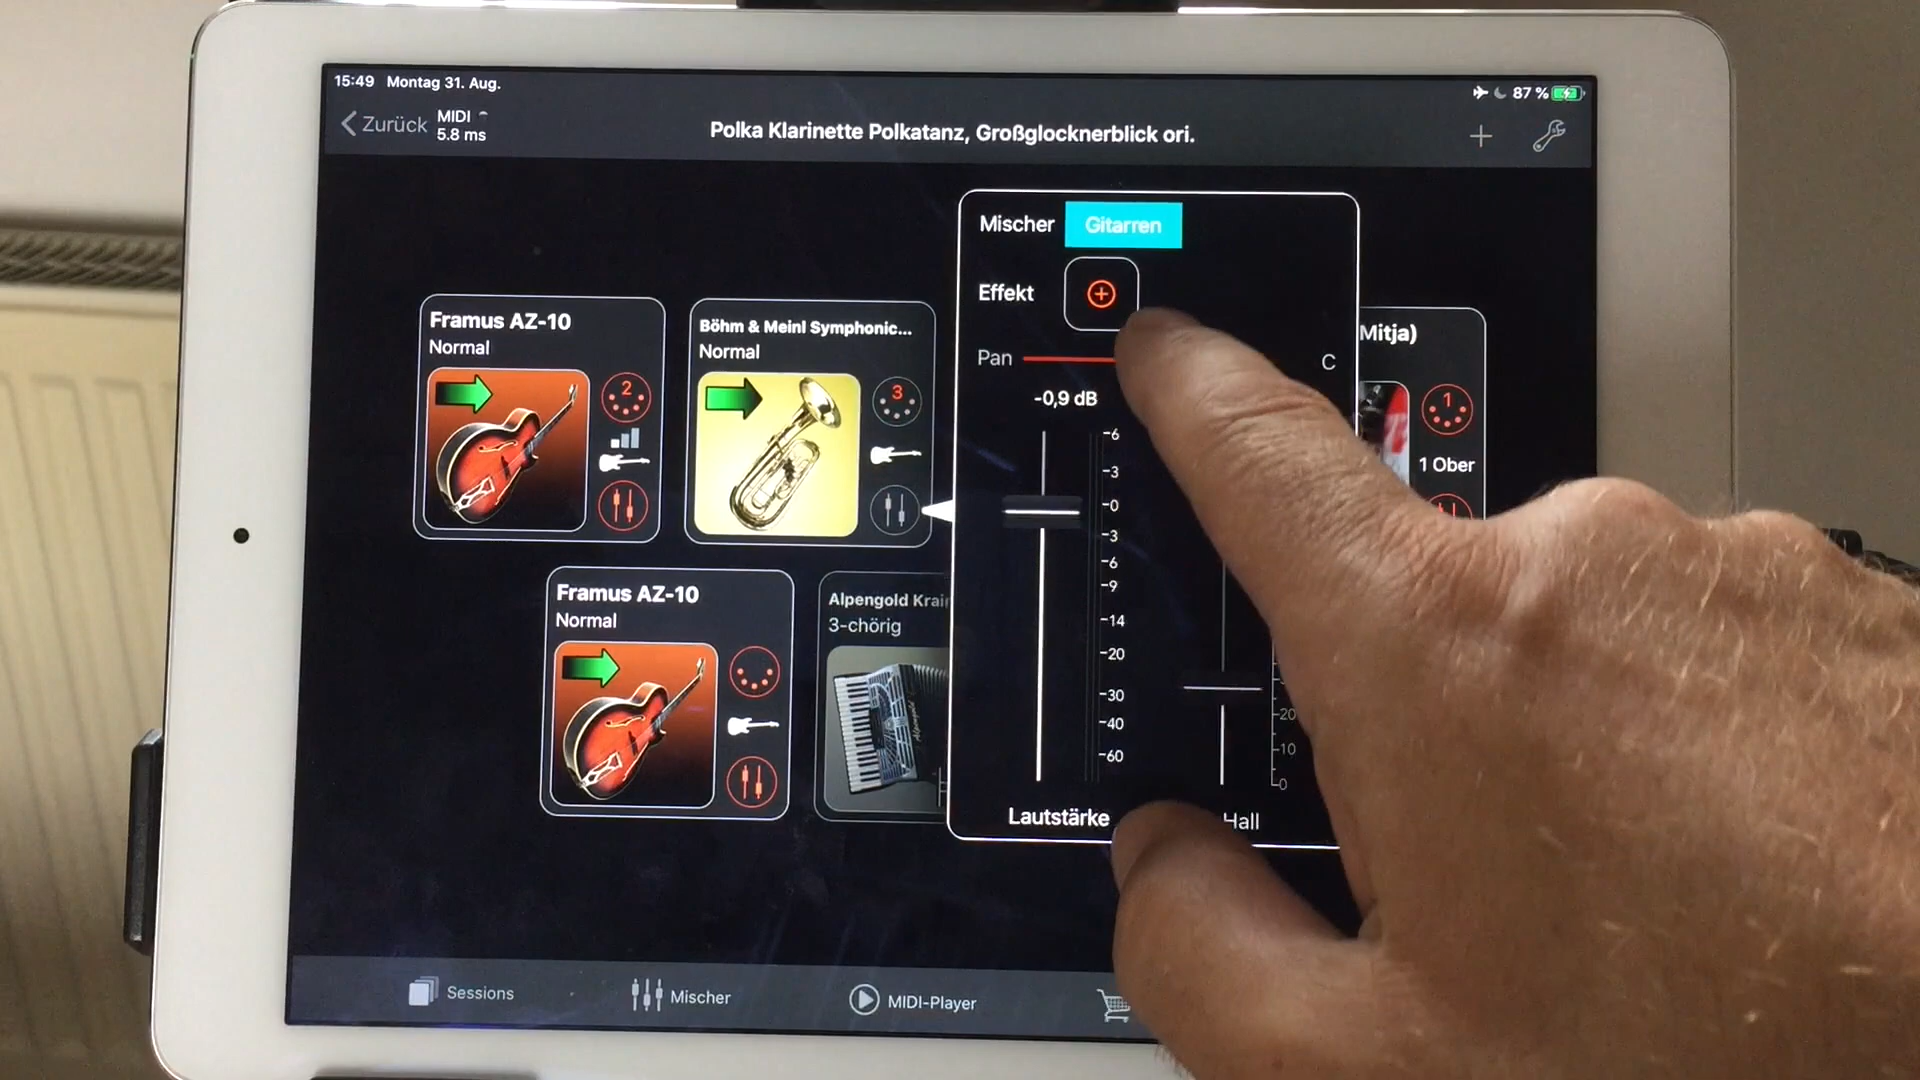 15:49 Montag 31. Aug.
87 %
Zurück
MIDI
5.8 ms
Polka Klarinette Polkatanz, Großglocknerblick ori.
Mischer Gitarren
Effekt
Pan
C
-0,9 dB
6
3
0
3
6
9
14
20
30
40
60
20
10
0
Lautstärke
Hall
Framus AZ-10
Normal
2
Böhm & Meinl Symphonic...
Normal
3
Mitja)
1
1 Ober
Framus AZ-10
Normal
Alpengold Krai
3-chörig
Sessions
Mischer
MIDI-Player